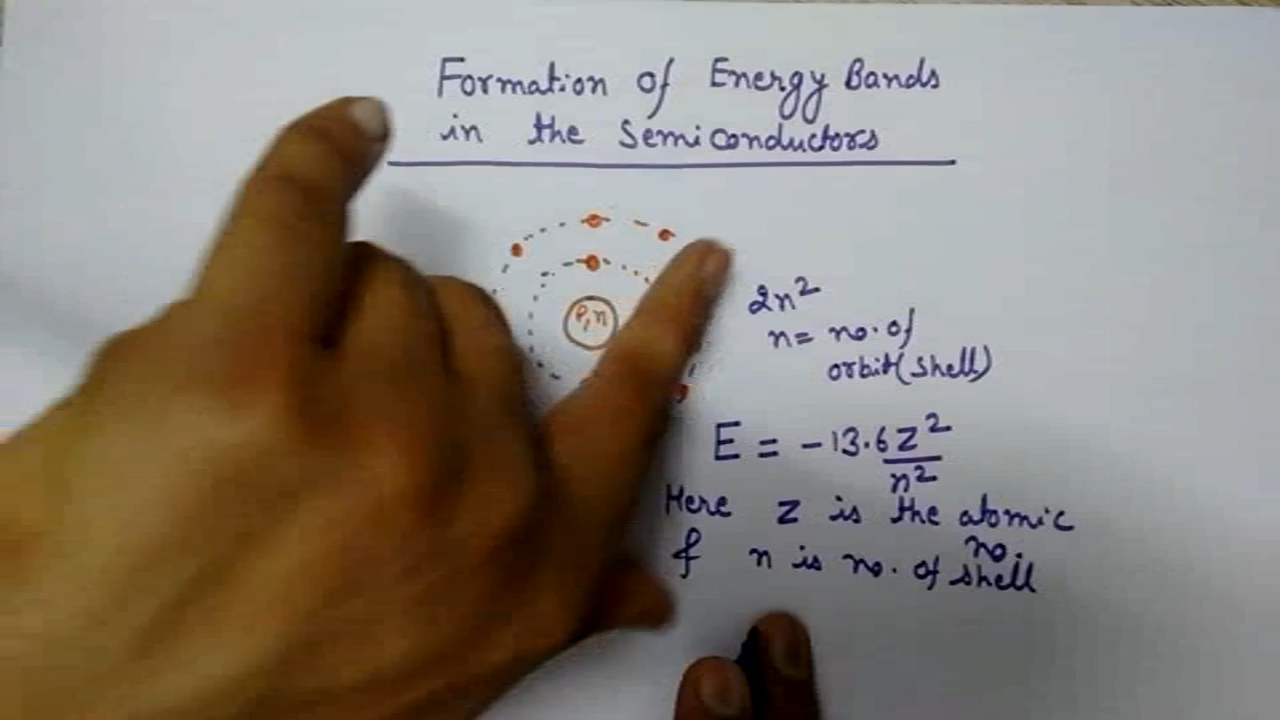 Formation of Energy Bands
in the Semiconductors
P, n
2n²
n = no. of
orbit (shell)
E = -13.6 Z²/n²
Here Z is the atomic
no.
& n is no. of shell